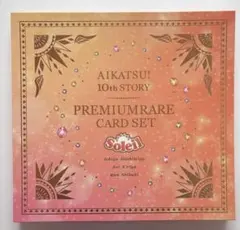 AIKATSU!
10th STORY
PREMIUMRARE
CARD SET
Soleil